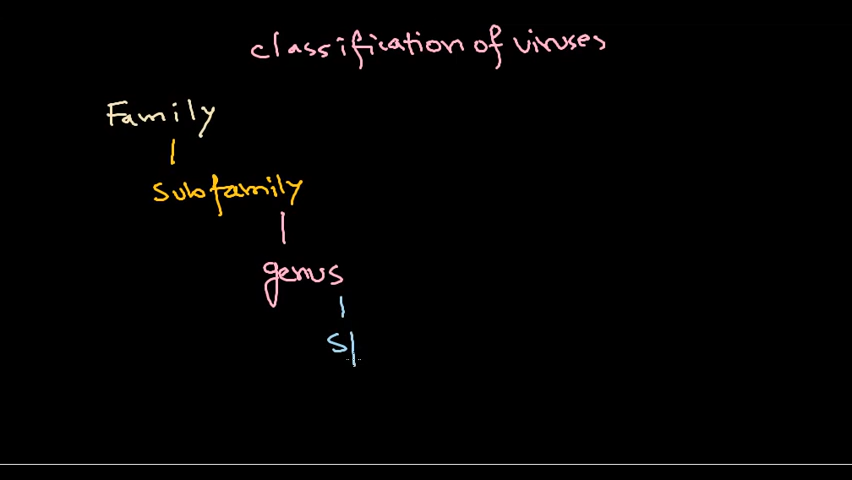 classification of viruses
Family
subfamily
genus
s